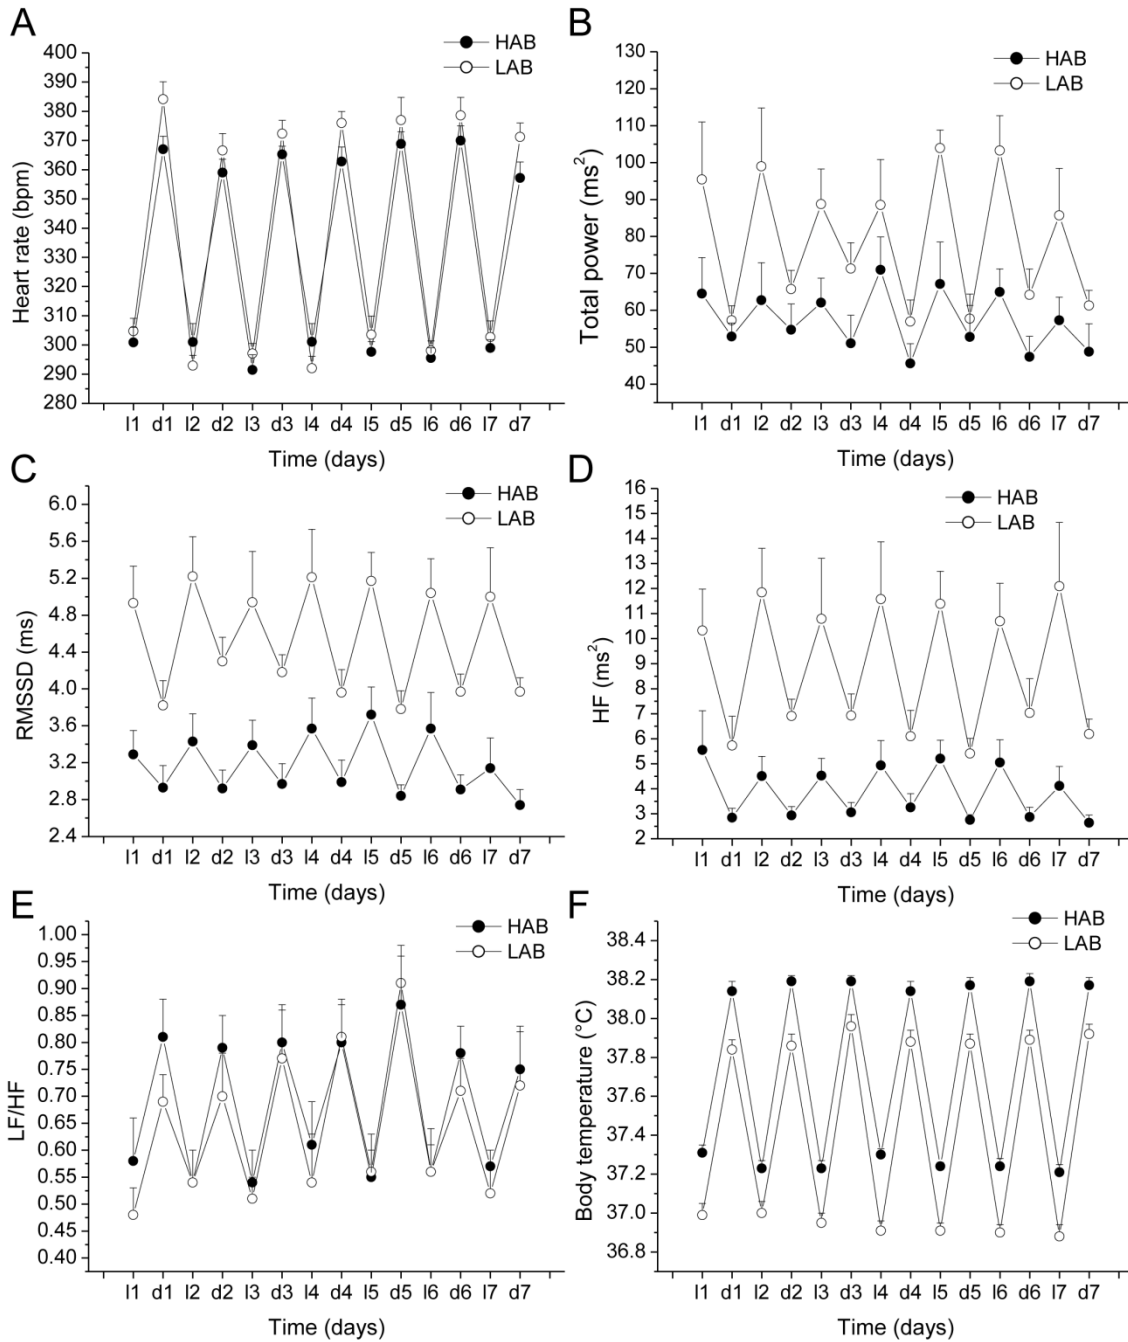 A
HAB
LAB
400
390
380
370
360
350
340
330
320
310
300
290
280
Heart rate (bpm)
l1 d1 l2 d2 l3 d3 l4 d4 l5 d5 l6 d6 l7 d7
Time (days)
B
HAB
LAB
130
120
110
100
90
80
70
60
50
40
Total power (ms²)
l1 d1 l2 d2 l3 d3 l4 d4 l5 d5 l6 d6 l7 d7
Time (days)
C
HAB
LAB
6.0
5.6
5.2
4.8
4.4
4.0
3.6
3.2
2.8
2.4
RMSSD (ms)
l1 d1 l2 d2 l3 d3 l4 d4 l5 d5 l6 d6 l7 d7
Time (days)
D
HAB
LAB
16
15
14
13
12
11
10
9
8
7
6
5
4
3
2
HF (ms²)
l1 d1 l2 d2 l3 d3 l4 d4 l5 d5 l6 d6 l7 d7
Time (days)
E
HAB
LAB
1.00
0.95
0.90
0.85
0.80
0.75
0.70
0.65
0.60
0.55
0.50
0.45
0.40
LF/HF
l1 d1 l2 d2 l3 d3 l4 d4 l5 d5 l6 d6 l7 d7
Time (days)
F
HAB
LAB
38.4
38.2
38.0
37.8
37.6
37.4
37.2
37.0
36.8
Body temperature (°C)
l1 d1 l2 d2 l3 d3 l4 d4 l5 d5 l6 d6 l7 d7
Time (days)